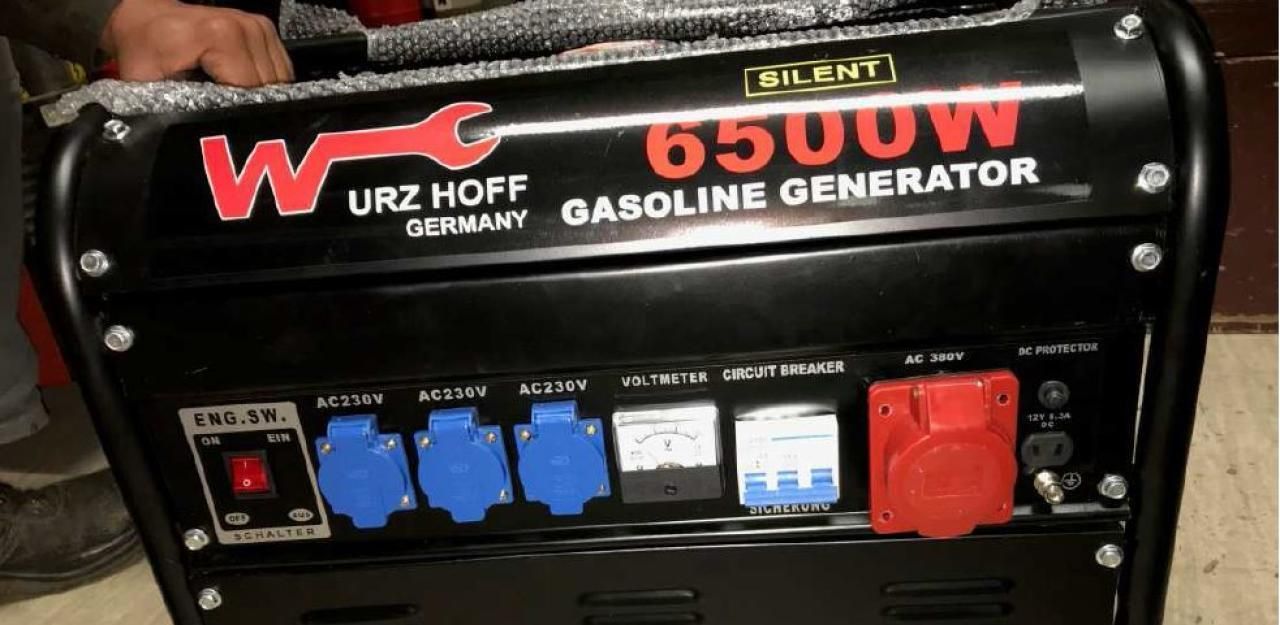 SILENT
W URZ HOFF
GERMANY
6500W
GASOLINE GENERATOR
ENG.SW.
ON EIN
OFF AUS
SCHALTER
AC230V
AC230V
AC230V
VOLTMETER
V
CIRCUIT BREAKER
SICHERUNG
AC 380V
DC PROTECTOR
12V 8.3A
DC